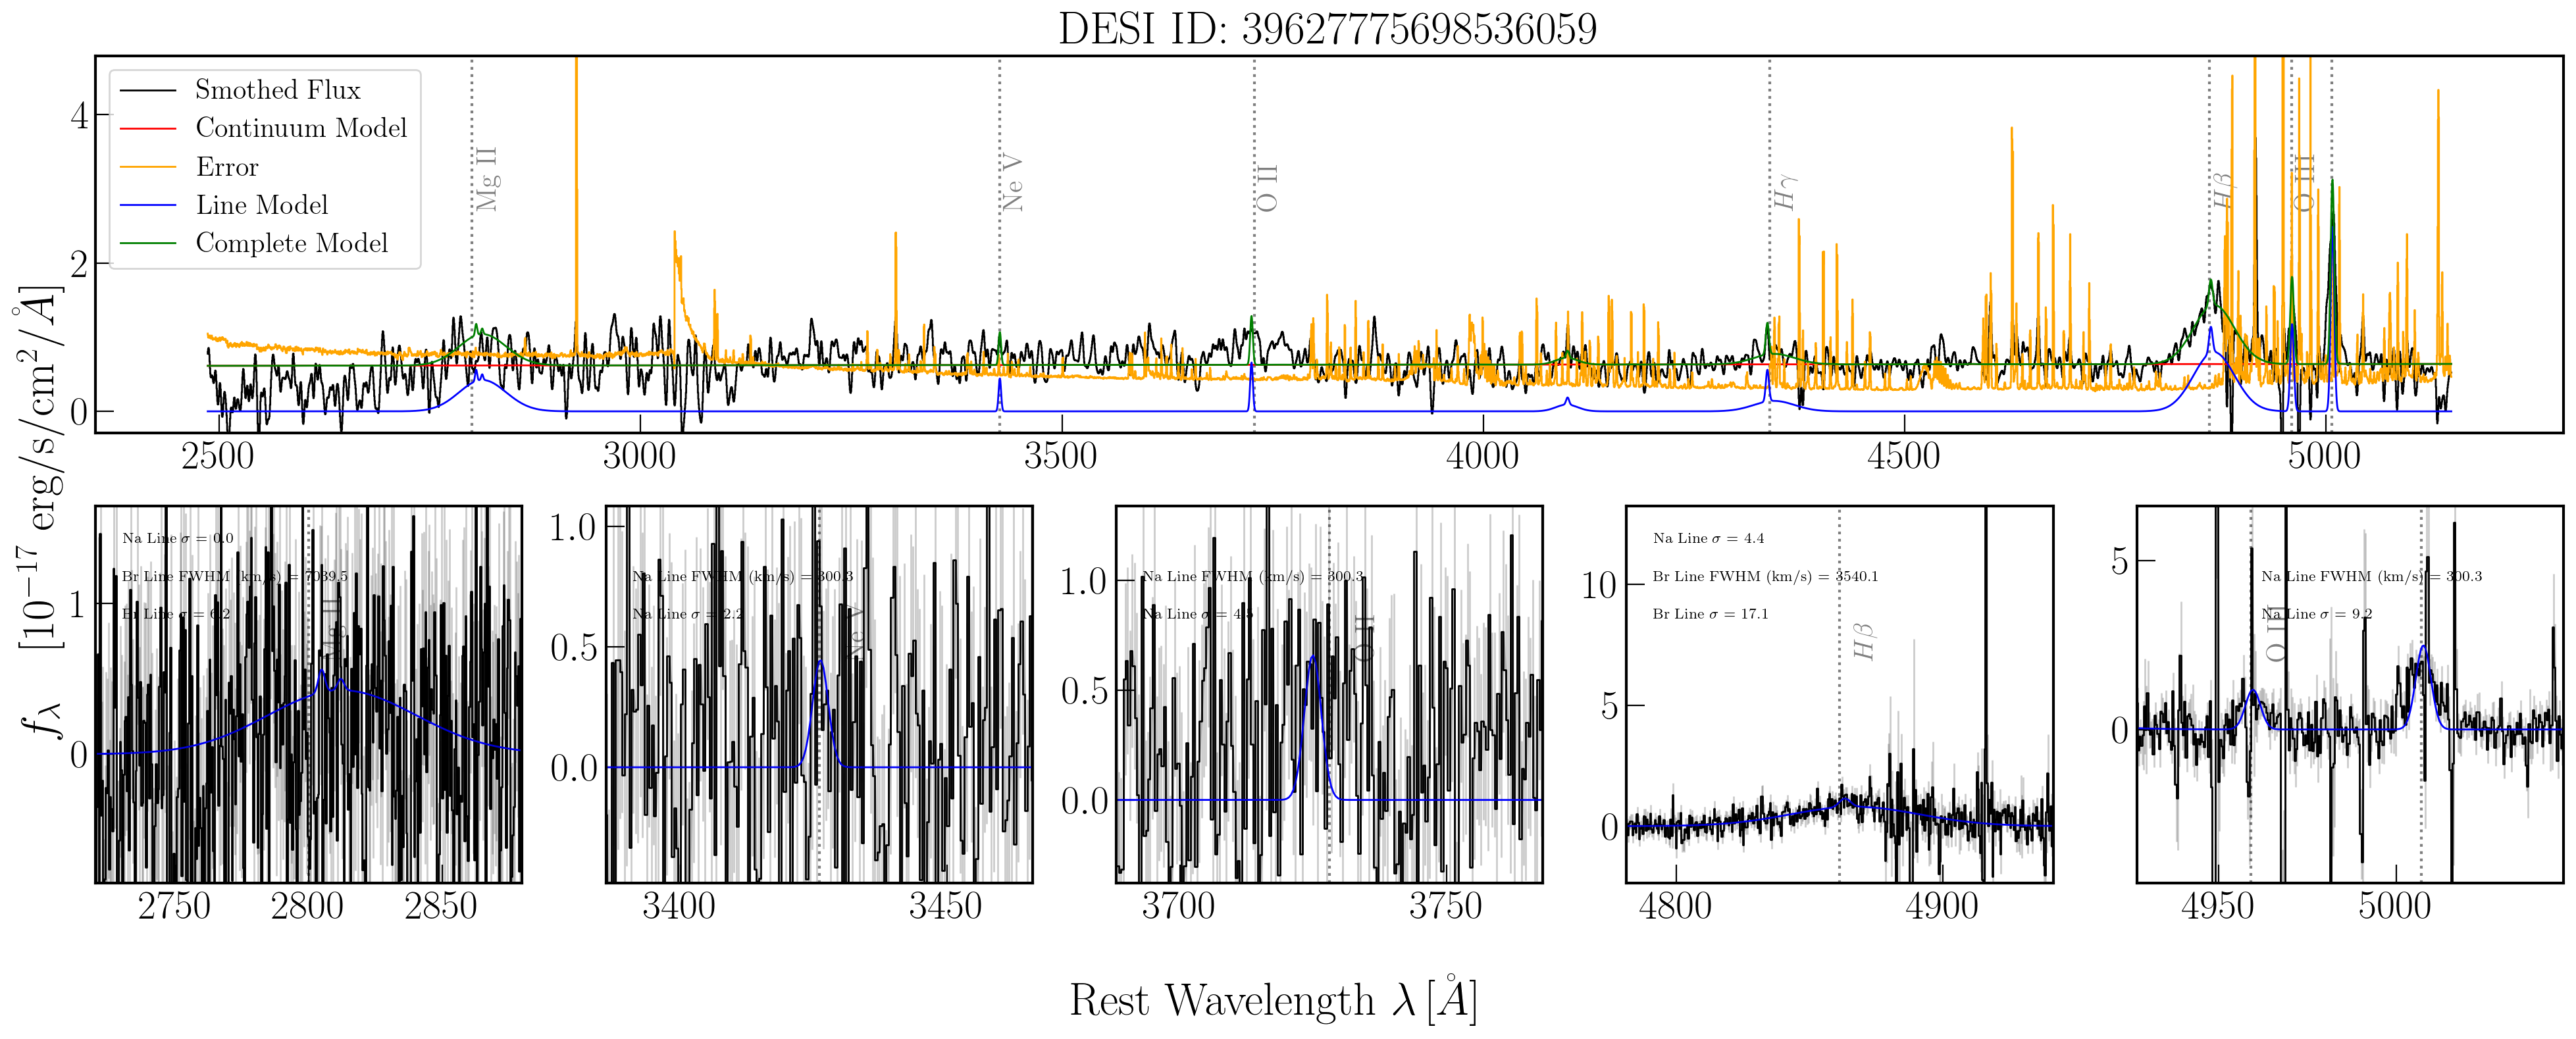 DESI ID: 39627775698536059
Smothed Flux
Continuum Model
Error
Line Model
Complete Model
Mg II
Ne V
O II
Hγ
Hβ
O III
4
2
0
2500 3000 3500 4000 4500 5000
f_λ [10^{-17} erg/s/cm^2/Å]
Na Line σ = 0.0
Br Line FWHM (km/s) = 7039.5
Br Line σ = 6.2
Mg II
1
0
2750 2800 2850
Na Line FWHM (km/s) = 300.3
Na Line σ = 2.2
Ne V
1.0
0.5
0.0
3400 3450
Na Line FWHM (km/s) = 300.3
O II
1.0
0.5
0.0
3700 3750
Na Line σ = 4.4
Br Line FWHM (km/s) = 3540.1
Br Line σ = 17.1
Hβ
10
5
0
4800 4900
Na Line FWHM (km/s) = 300.3
Na Line σ = 9.2
O III
5
0
4950 5000
Rest Wavelength λ [Å]